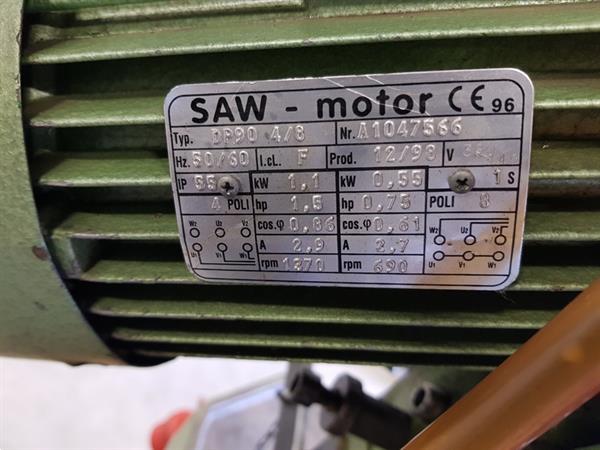 SAW - motor CE 96
Typ. DP90 4/8 Nr. A1047566
Hz. 50/60 I.cL. F Prod. 12/98 V
IP 55 kW 1,1 kW 0,55 S 1
4 POLI hp 1,5 hp 0,75 POLI 8
cosφ 0,86 cosφ 0,61
A 2,9 A 2,7
rpm 1370 rpm 690
W2 U2 V2
U1 V1 W1
W2 U2 V2
U1 V1 W1